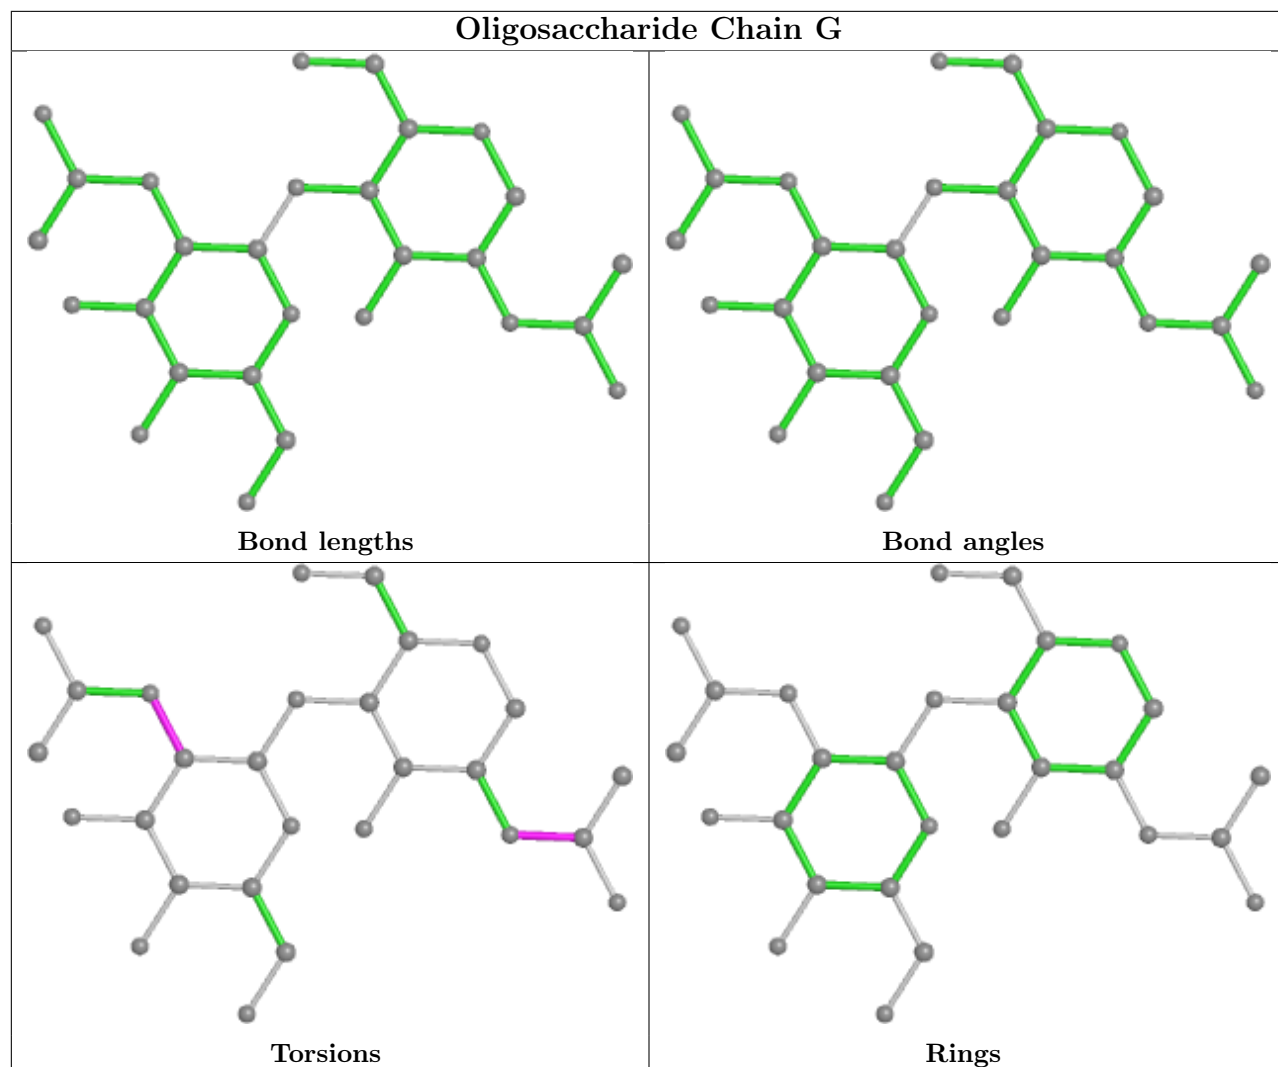 Oligosaccharide Chain G
Bond lengths
Bond angles
Torsions
Rings